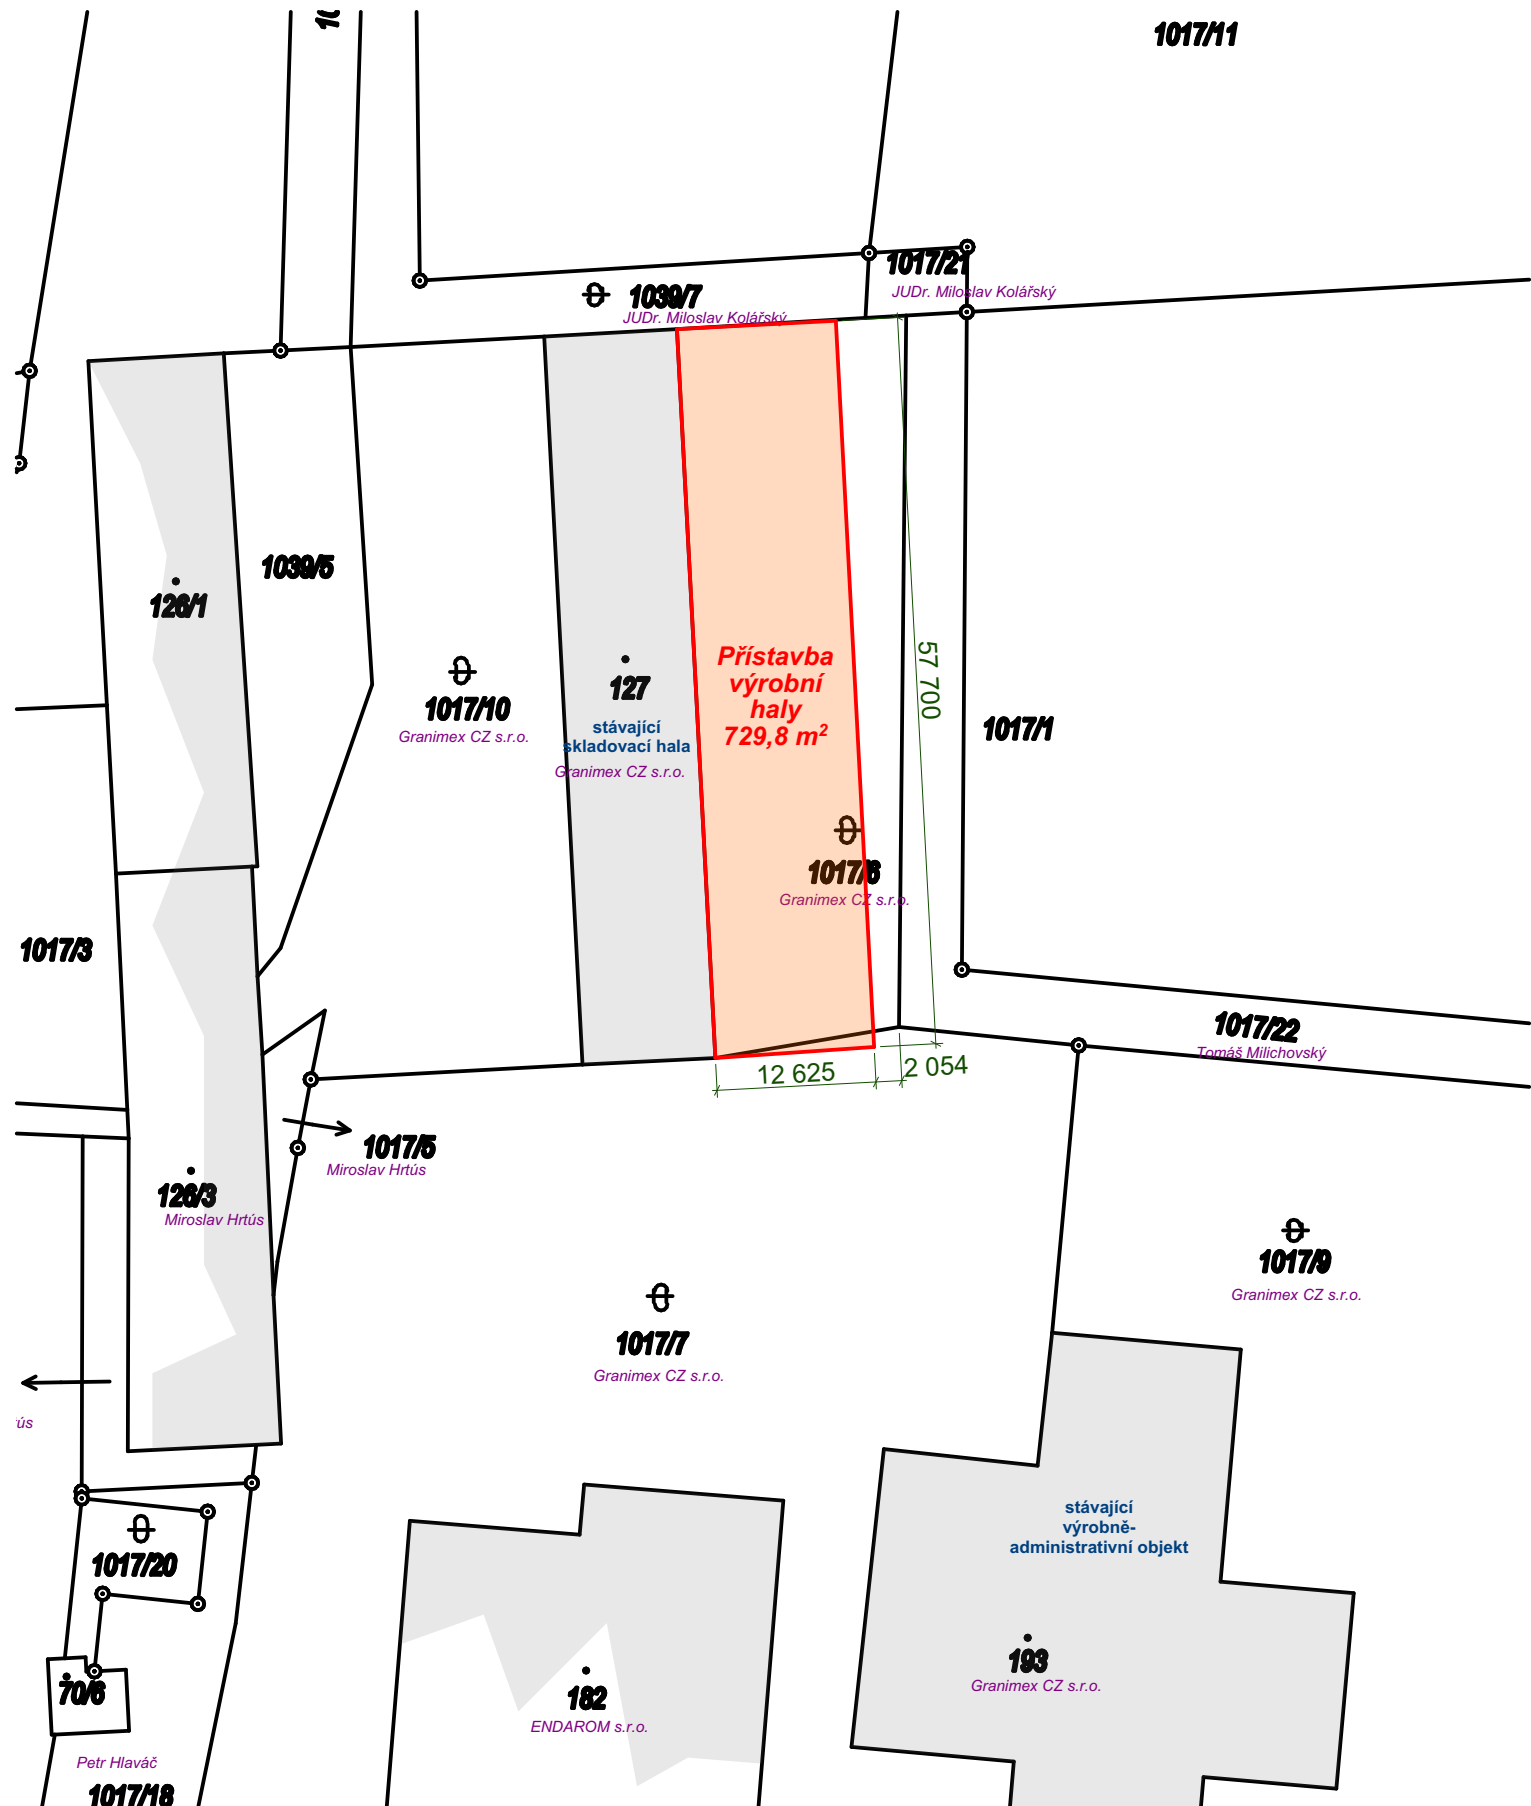 1017/11
1017/21
JUDr. Miloslav Kolářský
1039/7
JUDr. Miloslav Kolářský
1039/5
126/1
1017/10
Granimex CZ s.r.o.
127
stávající
skladovací hala
Granimex CZ s.r.o.
Přístavba
výrobní
haly
729,8 m²
57 700
1017/1
1017/6
Granimex CZ s.r.o.
1017/3
1017/22
Tomáš Milichovský
12 625
2 054
1017/5
Miroslav Hrtús
126/3
Miroslav Hrtús
1017/9
Granimex CZ s.r.o.
1017/7
Granimex CZ s.r.o.
ús
stávající
výrobně-
administrativní objekt
1017/20
193
Granimex CZ s.r.o.
70/6
182
ENDAROM s.r.o.
Petr Hlaváč
1017/18